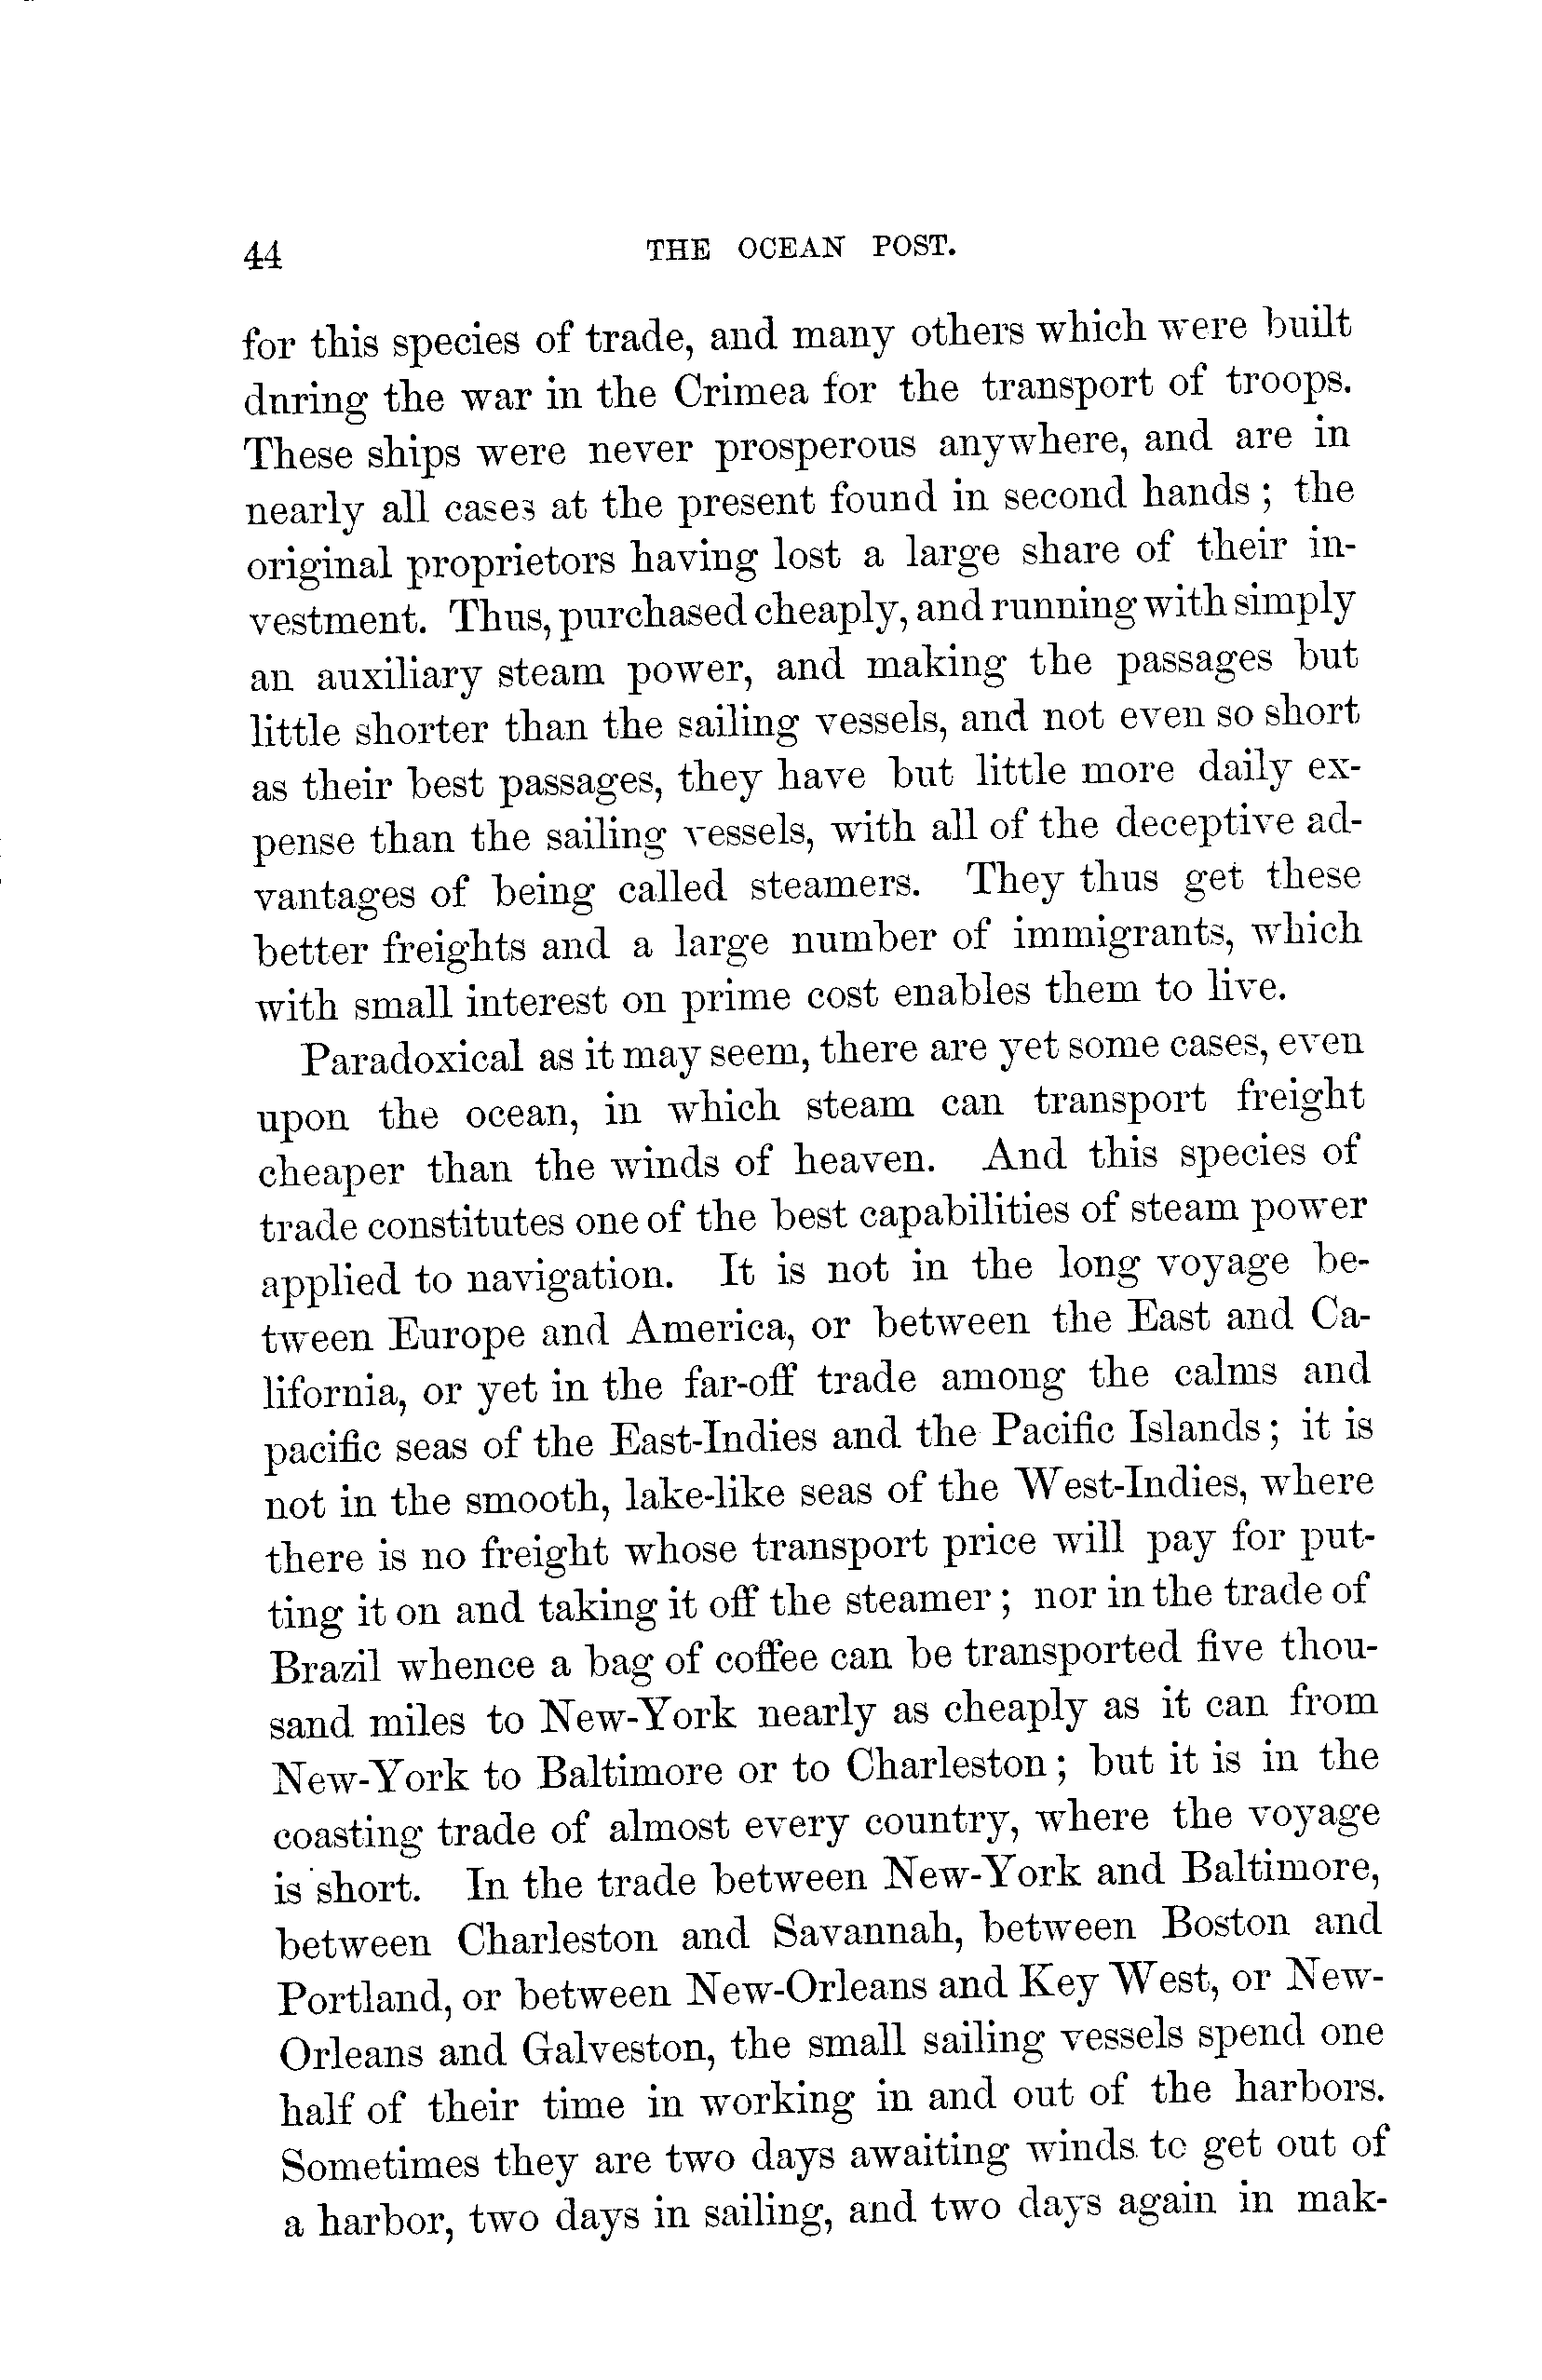 44 THE OCEAN POST.
for this species of trade, and many others which were built
dnring the war in the Crimea for the transport of troops.
These ships were never prosperous anywhere, and are in
nearly all cases at the present found in second hands ; the
original proprietors having lost a large share of their in-
vestment. Thus, purchased cheaply, and running with simply
an auxiliary steam power, and making the passages but
little shorter than the sailing vessels, and not even so short
as their best passages, they have but little more daily ex-
pense than the sailing vessels, with all of the deceptive ad-
vantages of being called steamers. They thus get these
better freights and a large number of immigrants, which
with small interest on prime cost enables them to live.
Paradoxical as it may seem, there are yet some cases, even
upon the ocean, in which steam can transport freight
cheaper than the winds of heaven. And this species of
trade constitutes one of the best capabilities of steam power
applied to navigation. It is not in the long voyage be-
tween Europe and America, or between the East and Ca-
lifornia, or yet in the far-off trade among the calms and
pacific seas of the East-Indies and the Pacific Islands ; it is
not in the smooth, lake-like seas of the West-Indies, where
there is no freight whose transport price will pay for put-
ting it on and taking it off the steamer ; nor in the trade of
Brazil whence a bag of coffee can be transported five thou-
sand miles to New-York nearly as cheaply as it can from
New-York to Baltimore or to Charleston ; but it is in the
coasting trade of almost every country, where the voyage
is short. In the trade between New-York and Baltimore,
between Charleston and Savannah, between Boston and
Portland, or between New-Orleans and Key West, or New-
Orleans and Galveston, the small sailing vessels spend one
half of their time in working in and out of the harbors.
Sometimes they are two days awaiting winds to get out of
a harbor, two days in sailing, and two days again in mak-